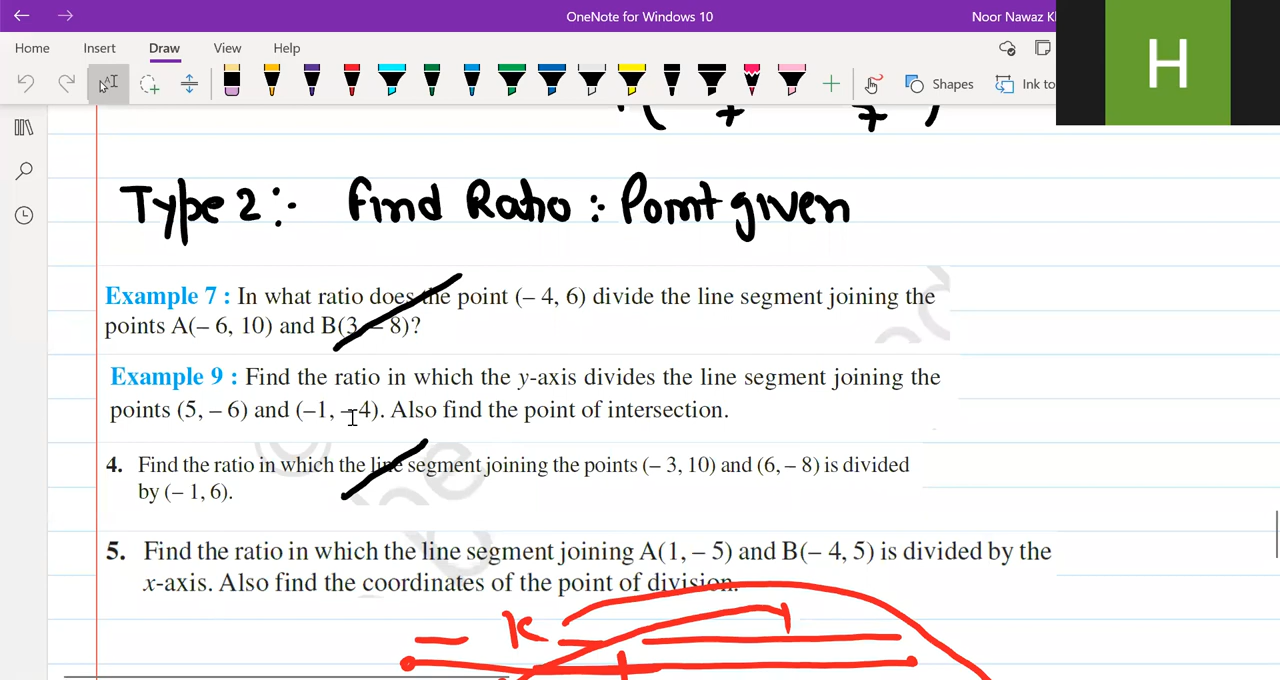 OneNote for Windows 10
Noor Nawaz
Home Insert Draw View Help
H
Shapes
Ink to
7 7
Type 2:- Find Ratio : Point given
Example 7 : In what ratio does the point (– 4, 6) divide the line segment joining the
points A(– 6, 10) and B(3, – 8)?
Example 9 : Find the ratio in which the y-axis divides the line segment joining the
points (5, – 6) and (–1, – 4). Also find the point of intersection.
4. Find the ratio in which the line segment joining the points (– 3, 10) and (6, – 8) is divided
by (– 1, 6).
5. Find the ratio in which the line segment joining A(1, – 5) and B(– 4, 5) is divided by the
x-axis. Also find the coordinates of the point of division.
K